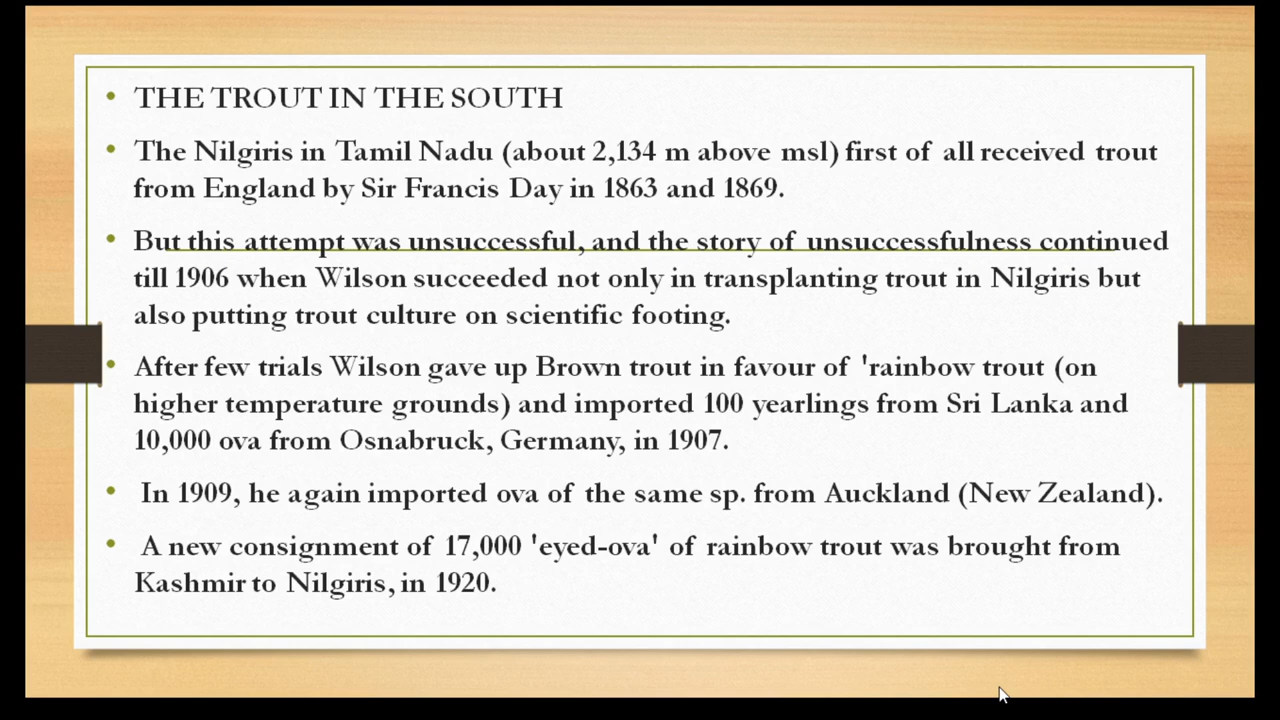 • THE TROUT IN THE SOUTH
• The Nilgiris in Tamil Nadu (about 2,134 m above msl) first of all received trout
from England by Sir Francis Day in 1863 and 1869.
• But this attempt was unsuccessful, and the story of unsuccessfulness continued
till 1906 when Wilson succeeded not only in transplanting trout in Nilgiris but
also putting trout culture on scientific footing.
• After few trials Wilson gave up Brown trout in favour of 'rainbow trout (on
higher temperature grounds) and imported 100 yearlings from Sri Lanka and
10,000 ova from Osnabruck, Germany, in 1907.
• In 1909, he again imported ova of the same sp. from Auckland (New Zealand).
• A new consignment of 17,000 'eyed-ova' of rainbow trout was brought from
Kashmir to Nilgiris, in 1920.